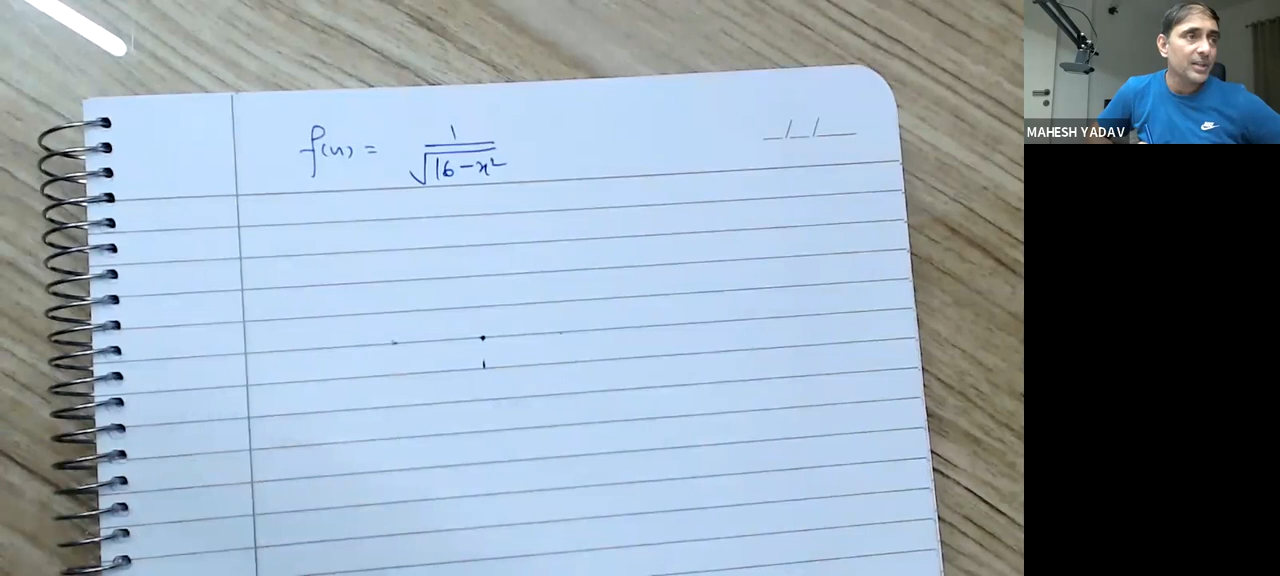 f(x) = 1/√(16-x²)
_/_/_
MAHESH YADAV